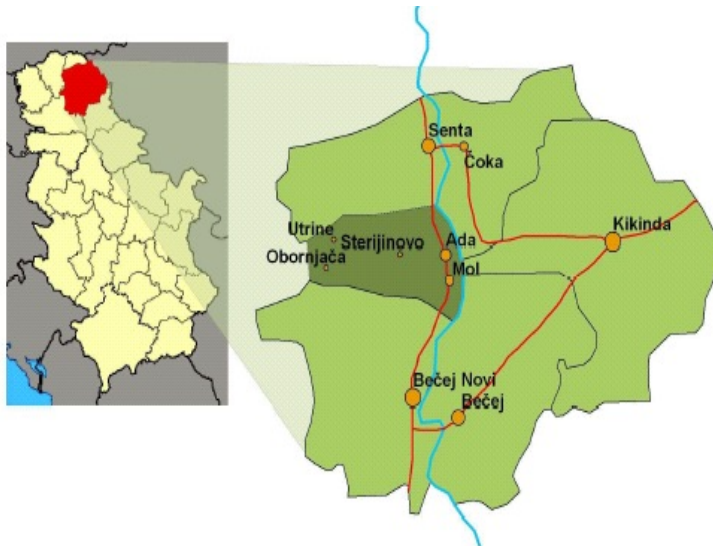 Senta
Čoka
Kikinda
Utrine
Sterijinovo
Ada
Obornjača
Mol
Bečej Novi
Bečej